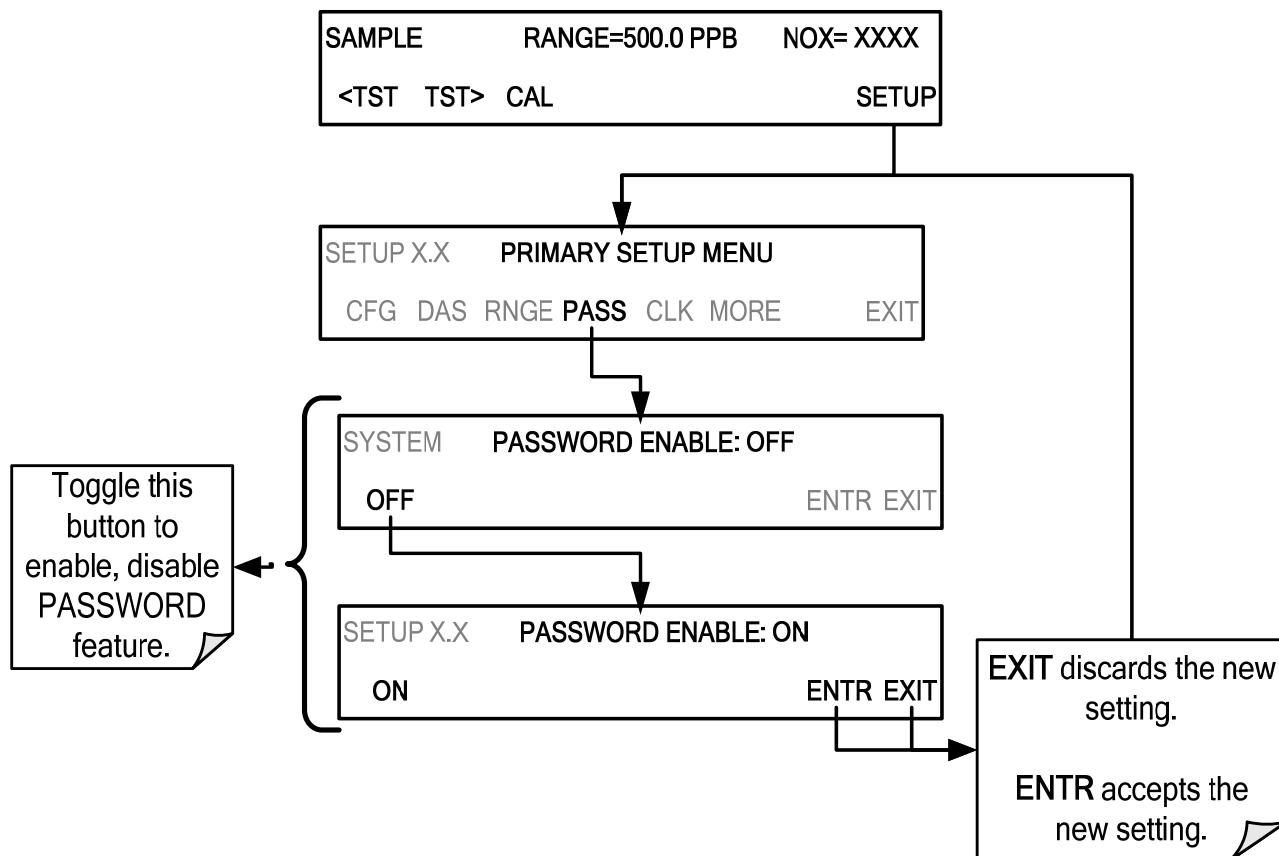 SAMPLE RANGE=500.0 PPB NOX= XXXX
<TST TST> CAL SETUP
SETUP X.X PRIMARY SETUP MENU
CFG DAS RNGE PASS CLK MORE EXIT
SYSTEM PASSWORD ENABLE: OFF
OFF ENTR EXIT
Toggle this
button to
enable, disable
PASSWORD
feature.
SETUP X.X PASSWORD ENABLE: ON
ON ENTR EXIT
EXIT discards the new
setting.
ENTR accepts the
new setting.